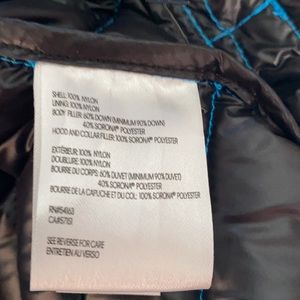 SHELL: 100% NYLON
LINING: 100% NYLON
BODY FILLER: 60% DOWN (MINIMUM 90% DOWN)
40% SORONA® POLYESTER
HOOD AND COLLAR FILLER: 100% SORONA® POLYESTER
EXTÉRIEUR: 100% NYLON
DOUBLURE: 100% NYLON
BOURRE DU CORPS: 60% DUVET (MINIMUM 90% DUVET)
40% SORONA® POLYESTER
BOURRE DE LA CAPUCHE ET DU COL: 100% SORONA® POLYESTER
RN#54163
CA#57151
SEE REVERSE FOR CARE
ENTRETIEN AU VERSO